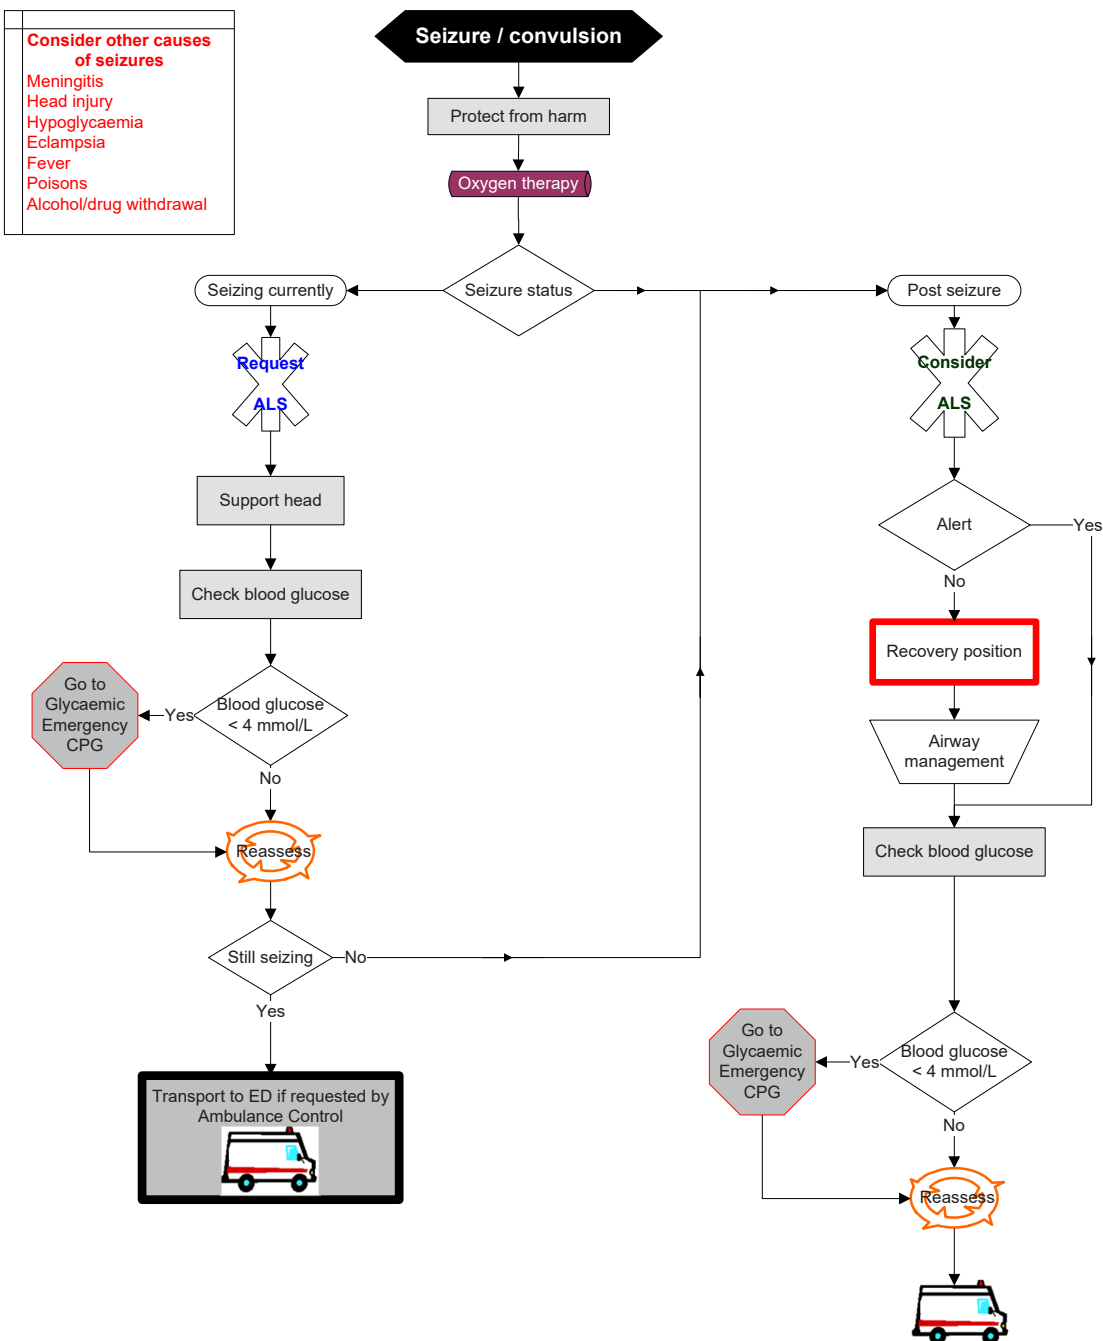 Consider other causes
of seizures
Meningitis
Head injury
Hypoglycaemia
Eclampsia
Fever
Poisons
Alcohol/drug withdrawal
Seizure / convulsion
Protect from harm
Oxygen therapy
Seizure status
Seizing currently
Request
ALS
Support head
Check blood glucose
Blood glucose
< 4 mmol/L
Yes
Go to
Glycaemic
Emergency
CPG
No
Reassess
Still seizing
No
Yes
Transport to ED if requested by
Ambulance Control
Post seizure
Consider
ALS
Alert
Yes
No
Recovery position
Airway
management
Check blood glucose
Blood glucose
< 4 mmol/L
Yes
Go to
Glycaemic
Emergency
CPG
No
Reassess